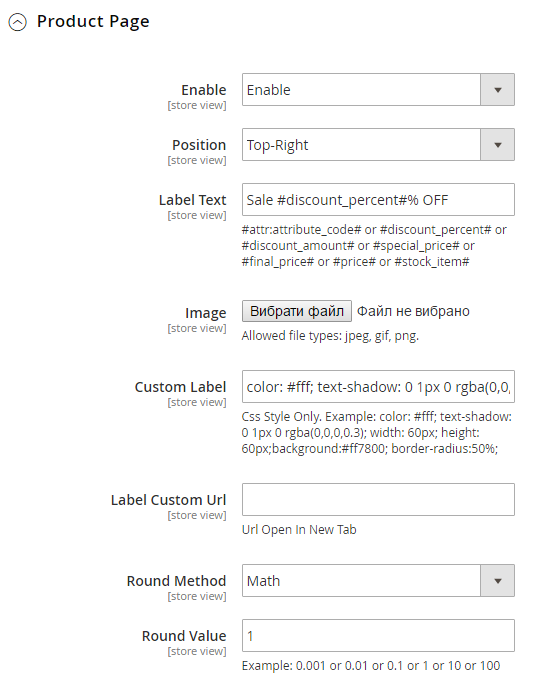 Product Page
Enable
[store view]
Enable
Position
[store view]
Top-Right
Label Text
[store view]
Sale #discount_percent#% OFF
#attr:attribute_code# or #discount_percent# or
#discount_amount# or #special_price# or
#final_price# or #price# or #stock_item#
Image
[store view]
Вибрати файл Файл не вибрано
Allowed file types: jpeg, gif, png.
Custom Label
[store view]
color: #fff; text-shadow: 0 1px 0 rgba(0,0,
Css Style Only. Example: color: #fff; text-shadow:
0 1px 0 rgba(0,0,0,0.3); width: 60px; height:
60px;background:#ff7800; border-radius:50%;
Label Custom Url
[store view]
Url Open In New Tab
Round Method
[store view]
Math
Round Value
[store view]
1
Example: 0.001 or 0.01 or 0.1 or 1 or 10 or 100